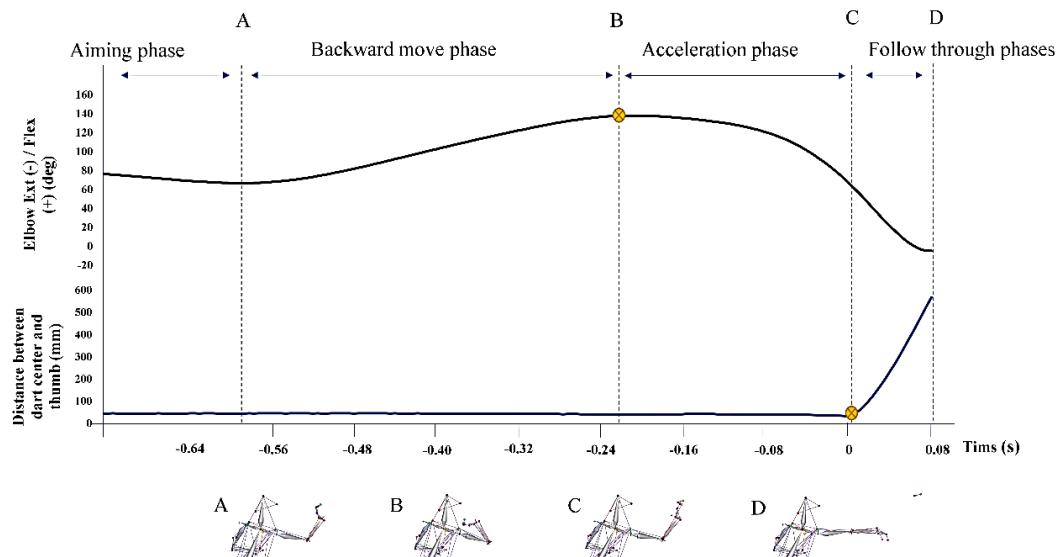 A
B
C
D
Aiming phase
Backward move phase
Acceleration phase
Follow through phases
Elbow Ext (-) / Flex
(+) (deg)
160
140
120
100
80
60
40
20
0
-20
Distance between
dart center and
thumb (mm)
600
500
400
300
200
100
0
-0.64
-0.56
-0.48
-0.40
-0.32
-0.24
-0.16
-0.08
0
0.08
Tims (s)
A
B
C
D